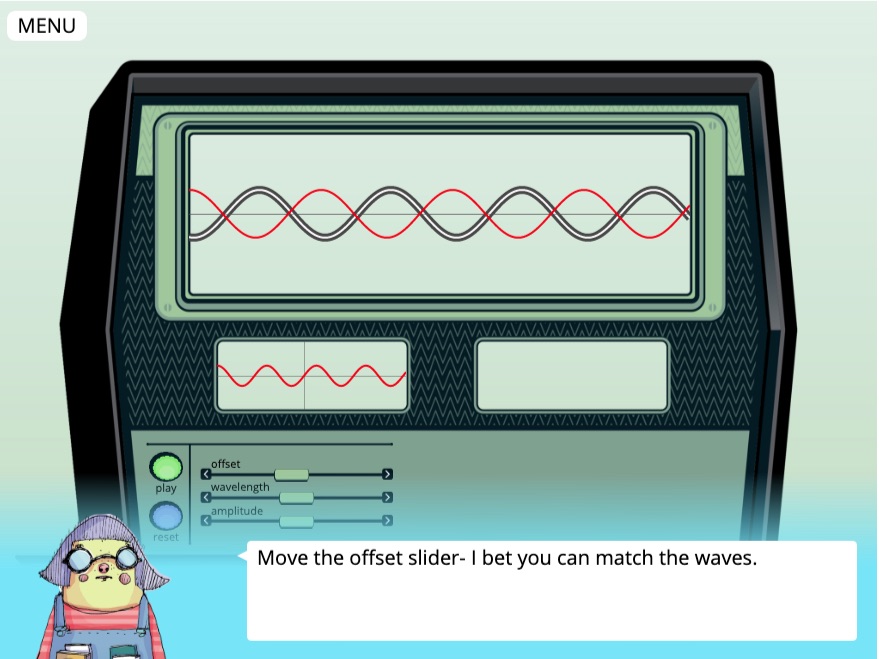 MENU
offset
play
wavelength
amplitude
reset
Move the offset slider- I bet you can match the waves.